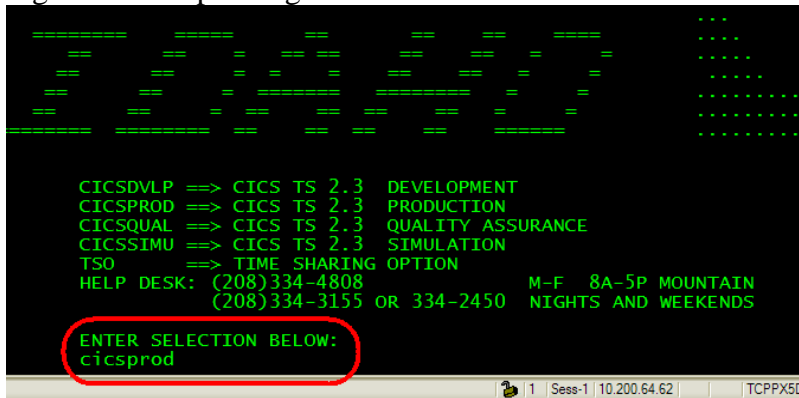 CICSDVLP ==> CICS TS 2.3 DEVELOPMENT
CICSPROD ==> CICS TS 2.3 PRODUCTION
CICSQUAL ==> CICS TS 2.3 QUALITY ASSURANCE
CICSSIMU ==> CICS TS 2.3 SIMULATION
TSO ==> TIME SHARING OPTION
HELP DESK: (208)334-4808 M-F 8A-5P MOUNTAIN
(208)334-3155 OR 334-2450 NIGHTS AND WEEKENDS
ENTER SELECTION BELOW:
cicsprod
1 Sess-1 10.200.64.62